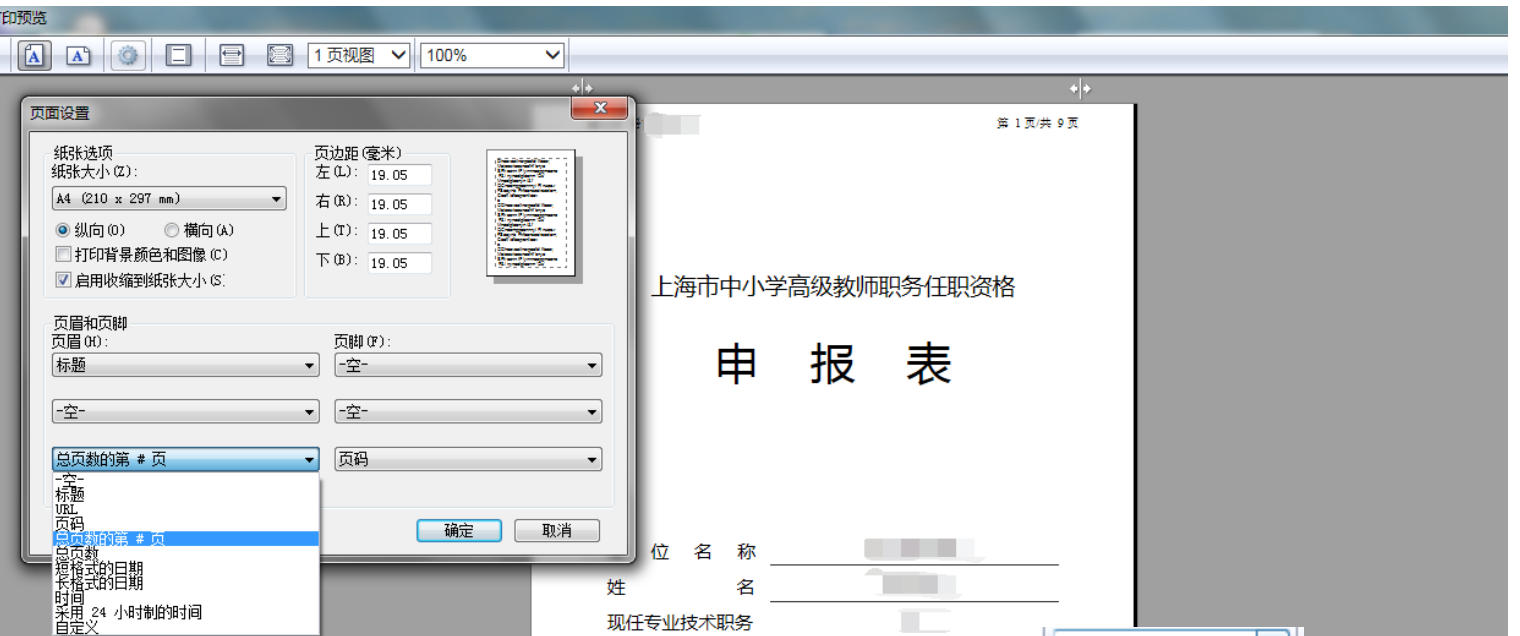 印预览
1 页视图
100%
页面设置
纸张选项
纸张大小(Z):
A4 (210 x 297 mm)
纵向(O)
横向(A)
打印背景颜色和图像(C)
启用收缩到纸张大小(S)
页边距(毫米)
左(L): 19.05
右(R): 19.05
上(T): 19.05
下(B): 19.05
页眉和页脚
页眉(H):
页脚(F):
标题
-空-
-空-
-空-
总页数的第 # 页
页码
-空-
标题
URL
页码
总页数的第 # 页
总页数
短格式的日期
长格式的日期
时间
采用 24 小时制的时间
自定义
确定
取消
第 1 页/共 9 页
上海市中小学高级教师职务任职资格
申 报 表
位 名 称
姓 名
现任专业技术职务